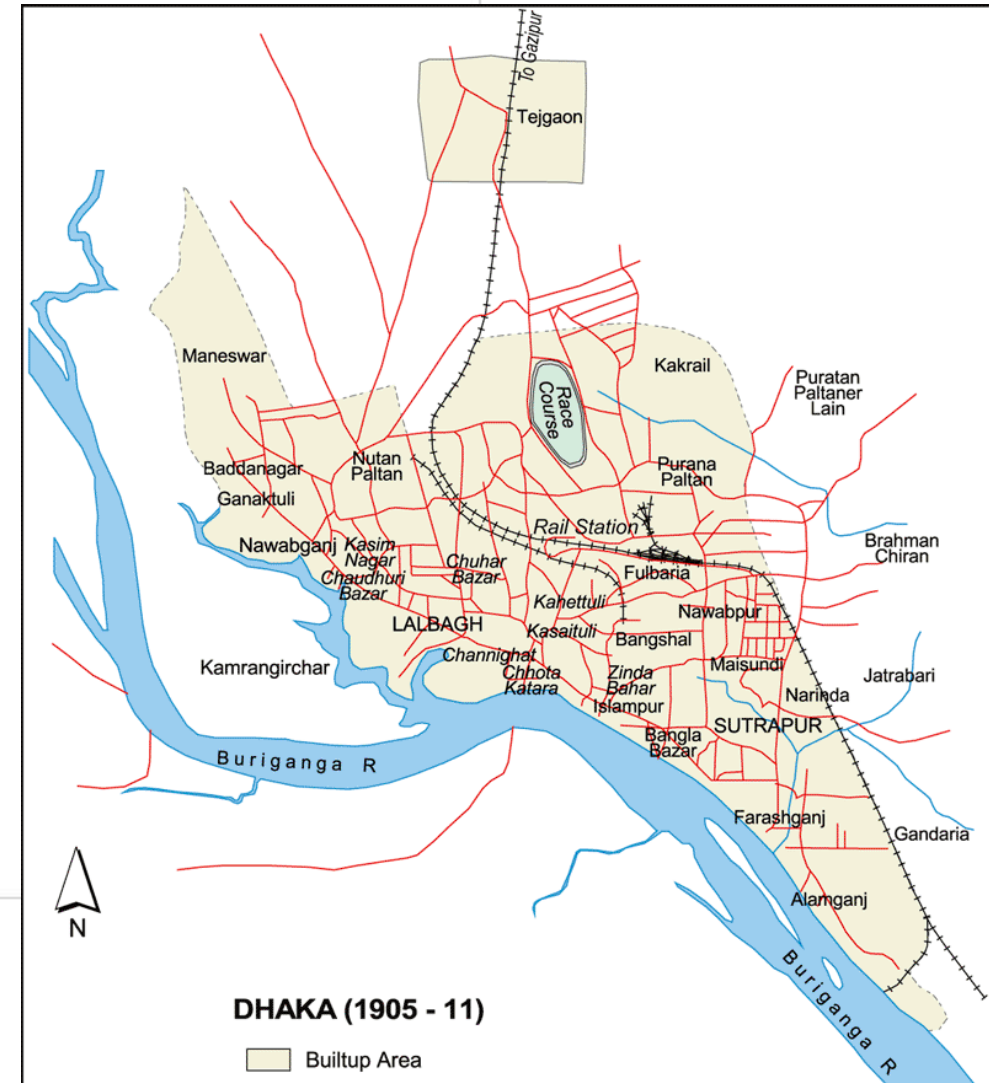 To Gazipur
Tejgaon
Maneswar
Kakrail
Puratan
Paltaner
Lain
Race
Course
Baddanagar
Nutan
Paltan
Purana
Paltan
Ganaktuli
Rail Station
Brahman
Chiran
Nawabganj
Kasim
Nagar
Chuhar
Bazar
Chaudhuri
Bazar
Fulbaria
Kahettuli
Nawabpur
LALBAGH
Kasaituli
Bangshal
Kamrangirchar
Channighat
Chhota
Katara
Zinda
Bahar
Maisundi
Jatrabari
Islampur
Narinda
SUTRAPUR
Bangla
Bazar
Buriganga R
Farashganj
Gandaria
Alamganj
N
Buriganga R
DHAKA (1905 - 11)
Builtup Area